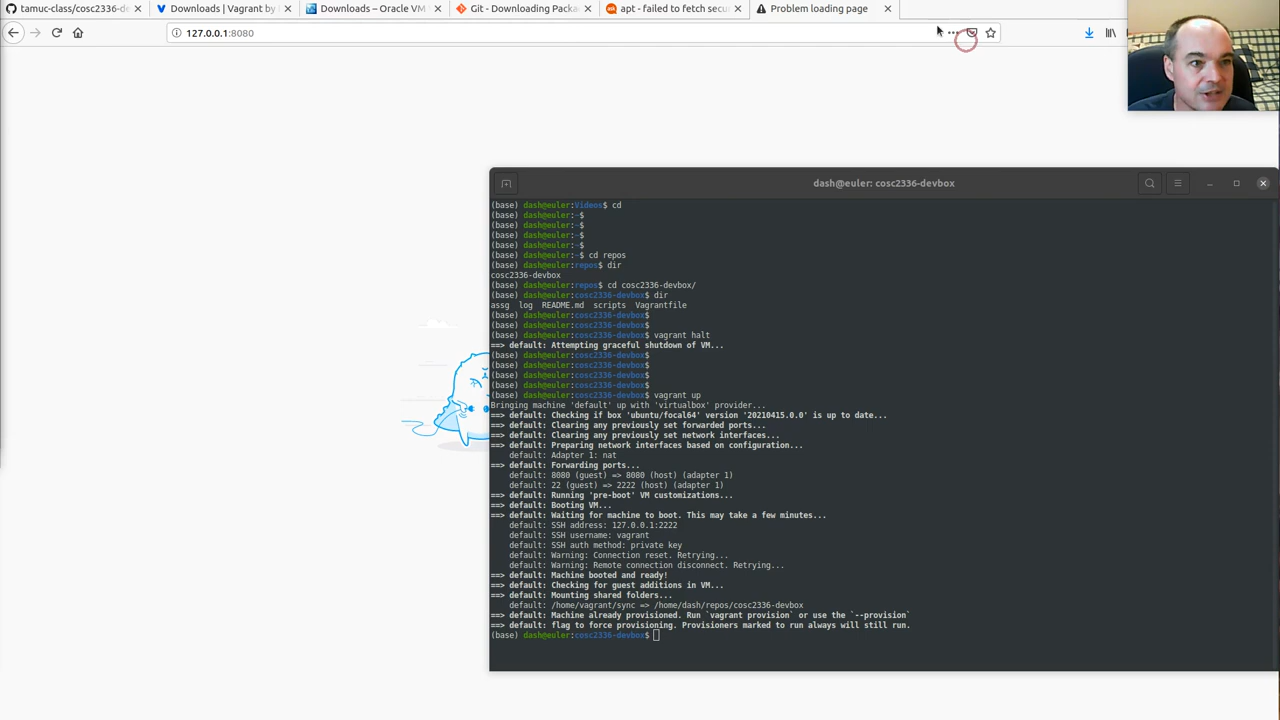 tamuc-class/cosc2336-de
Downloads | Vagrant by
Downloads – Oracle VM
Git - Downloading Packa
apt - failed to fetch secu
Problem loading page
127.0.0.1:8080
dash@euler: cosc2336-devbox
(base) dash@euler:Videos$ cd
(base) dash@euler:~$
(base) dash@euler:~$
(base) dash@euler:~$
(base) dash@euler:~$
(base) dash@euler:~$ cd repos
(base) dash@euler:repos$ dir
cosc2336-devbox
(base) dash@euler:repos$ cd cosc2336-devbox/
(base) dash@euler:cosc2336-devbox$ dir
assg  log  README.md  scripts  Vagrantfile
(base) dash@euler:cosc2336-devbox$
(base) dash@euler:cosc2336-devbox$
(base) dash@euler:cosc2336-devbox$ vagrant halt
==> default: Attempting graceful shutdown of VM...
(base) dash@euler:cosc2336-devbox$
(base) dash@euler:cosc2336-devbox$
(base) dash@euler:cosc2336-devbox$
(base) dash@euler:cosc2336-devbox$
(base) dash@euler:cosc2336-devbox$ vagrant up
Bringing machine 'default' up with 'virtualbox' provider...
==> default: Checking if box 'ubuntu/focal64' version '20210415.0.0' is up to date...
==> default: Clearing any previously set forwarded ports...
==> default: Clearing any previously set network interfaces...
==> default: Preparing network interfaces based on configuration...
default: Adapter 1: nat
==> default: Forwarding ports...
default: 8080 (guest) => 8080 (host) (adapter 1)
default: 22 (guest) => 2222 (host) (adapter 1)
==> default: Running 'pre-boot' VM customizations...
==> default: Booting VM...
==> default: Waiting for machine to boot. This may take a few minutes...
default: SSH address: 127.0.0.1:2222
default: SSH username: vagrant
default: SSH auth method: private key
default: Warning: Connection reset. Retrying...
default: Warning: Remote connection disconnect. Retrying...
==> default: Machine booted and ready!
==> default: Checking for guest additions in VM...
==> default: Mounting shared folders...
default: /home/vagrant/sync => /home/dash/repos/cosc2336-devbox
==> default: Machine already provisioned. Run `vagrant provision` or use the `--provision`
==> default: flag to force provisioning. Provisioners marked to run always will still run.
(base) dash@euler:cosc2336-devbox$